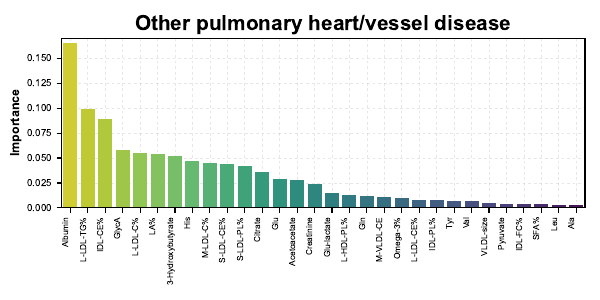 Other pulmonary heart/vessel disease
Importance
0.150
0.125
0.100
0.075
0.050
0.025
0.000
Albumin
L-LDL-TG%
IDL-CE%
GlycA
L-LDL-C%
LA%
3-Hydroxybutyrate
His
M-LDL-C%
S-LDL-CE%
S-LDL-PL%
Citrate
Glu
Acetoacetate
Creatinine
Glu-lactate
L-HDL-PL%
Gln
M-VLDL-CE
Omega-3%
L-LDL-CE%
IDL-PL%
Tyr
Val
VLDL-size
Pyruvate
IDL-FC%
SFA%
Leu
Ala